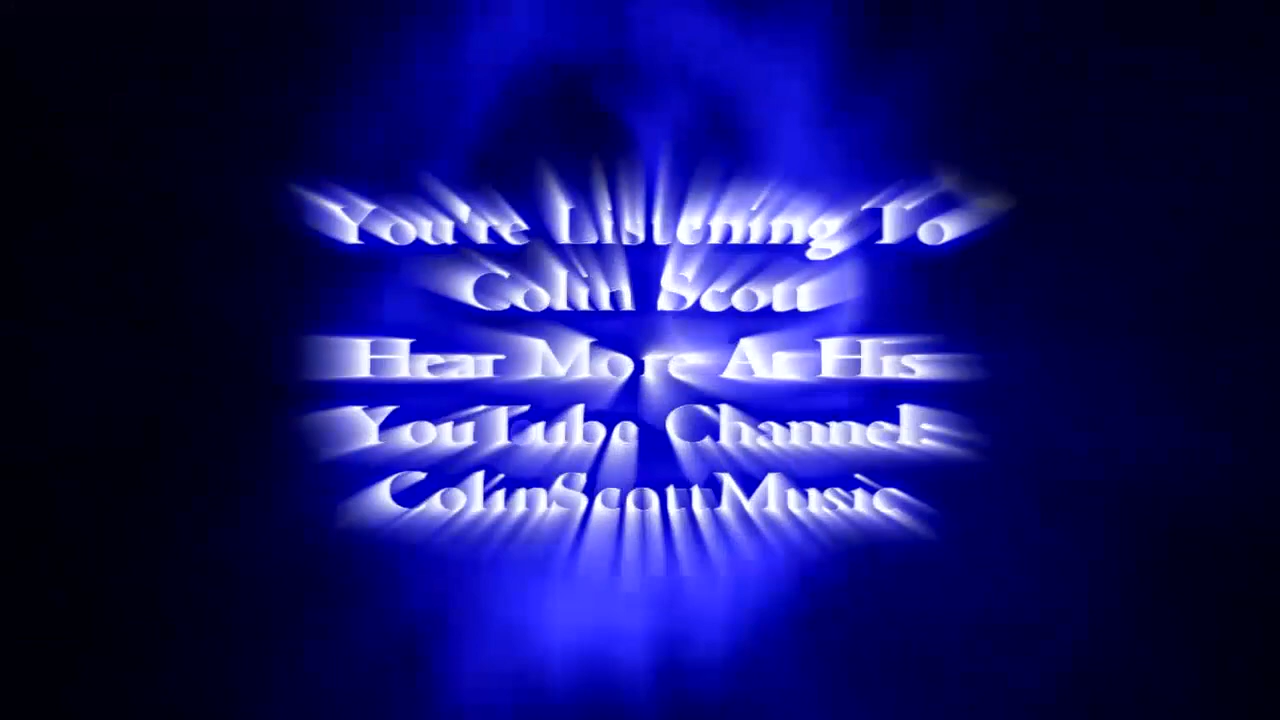 You're Listening To
Colin Scott
Hear More At His
YouTube Channel:
ColinScottMusic